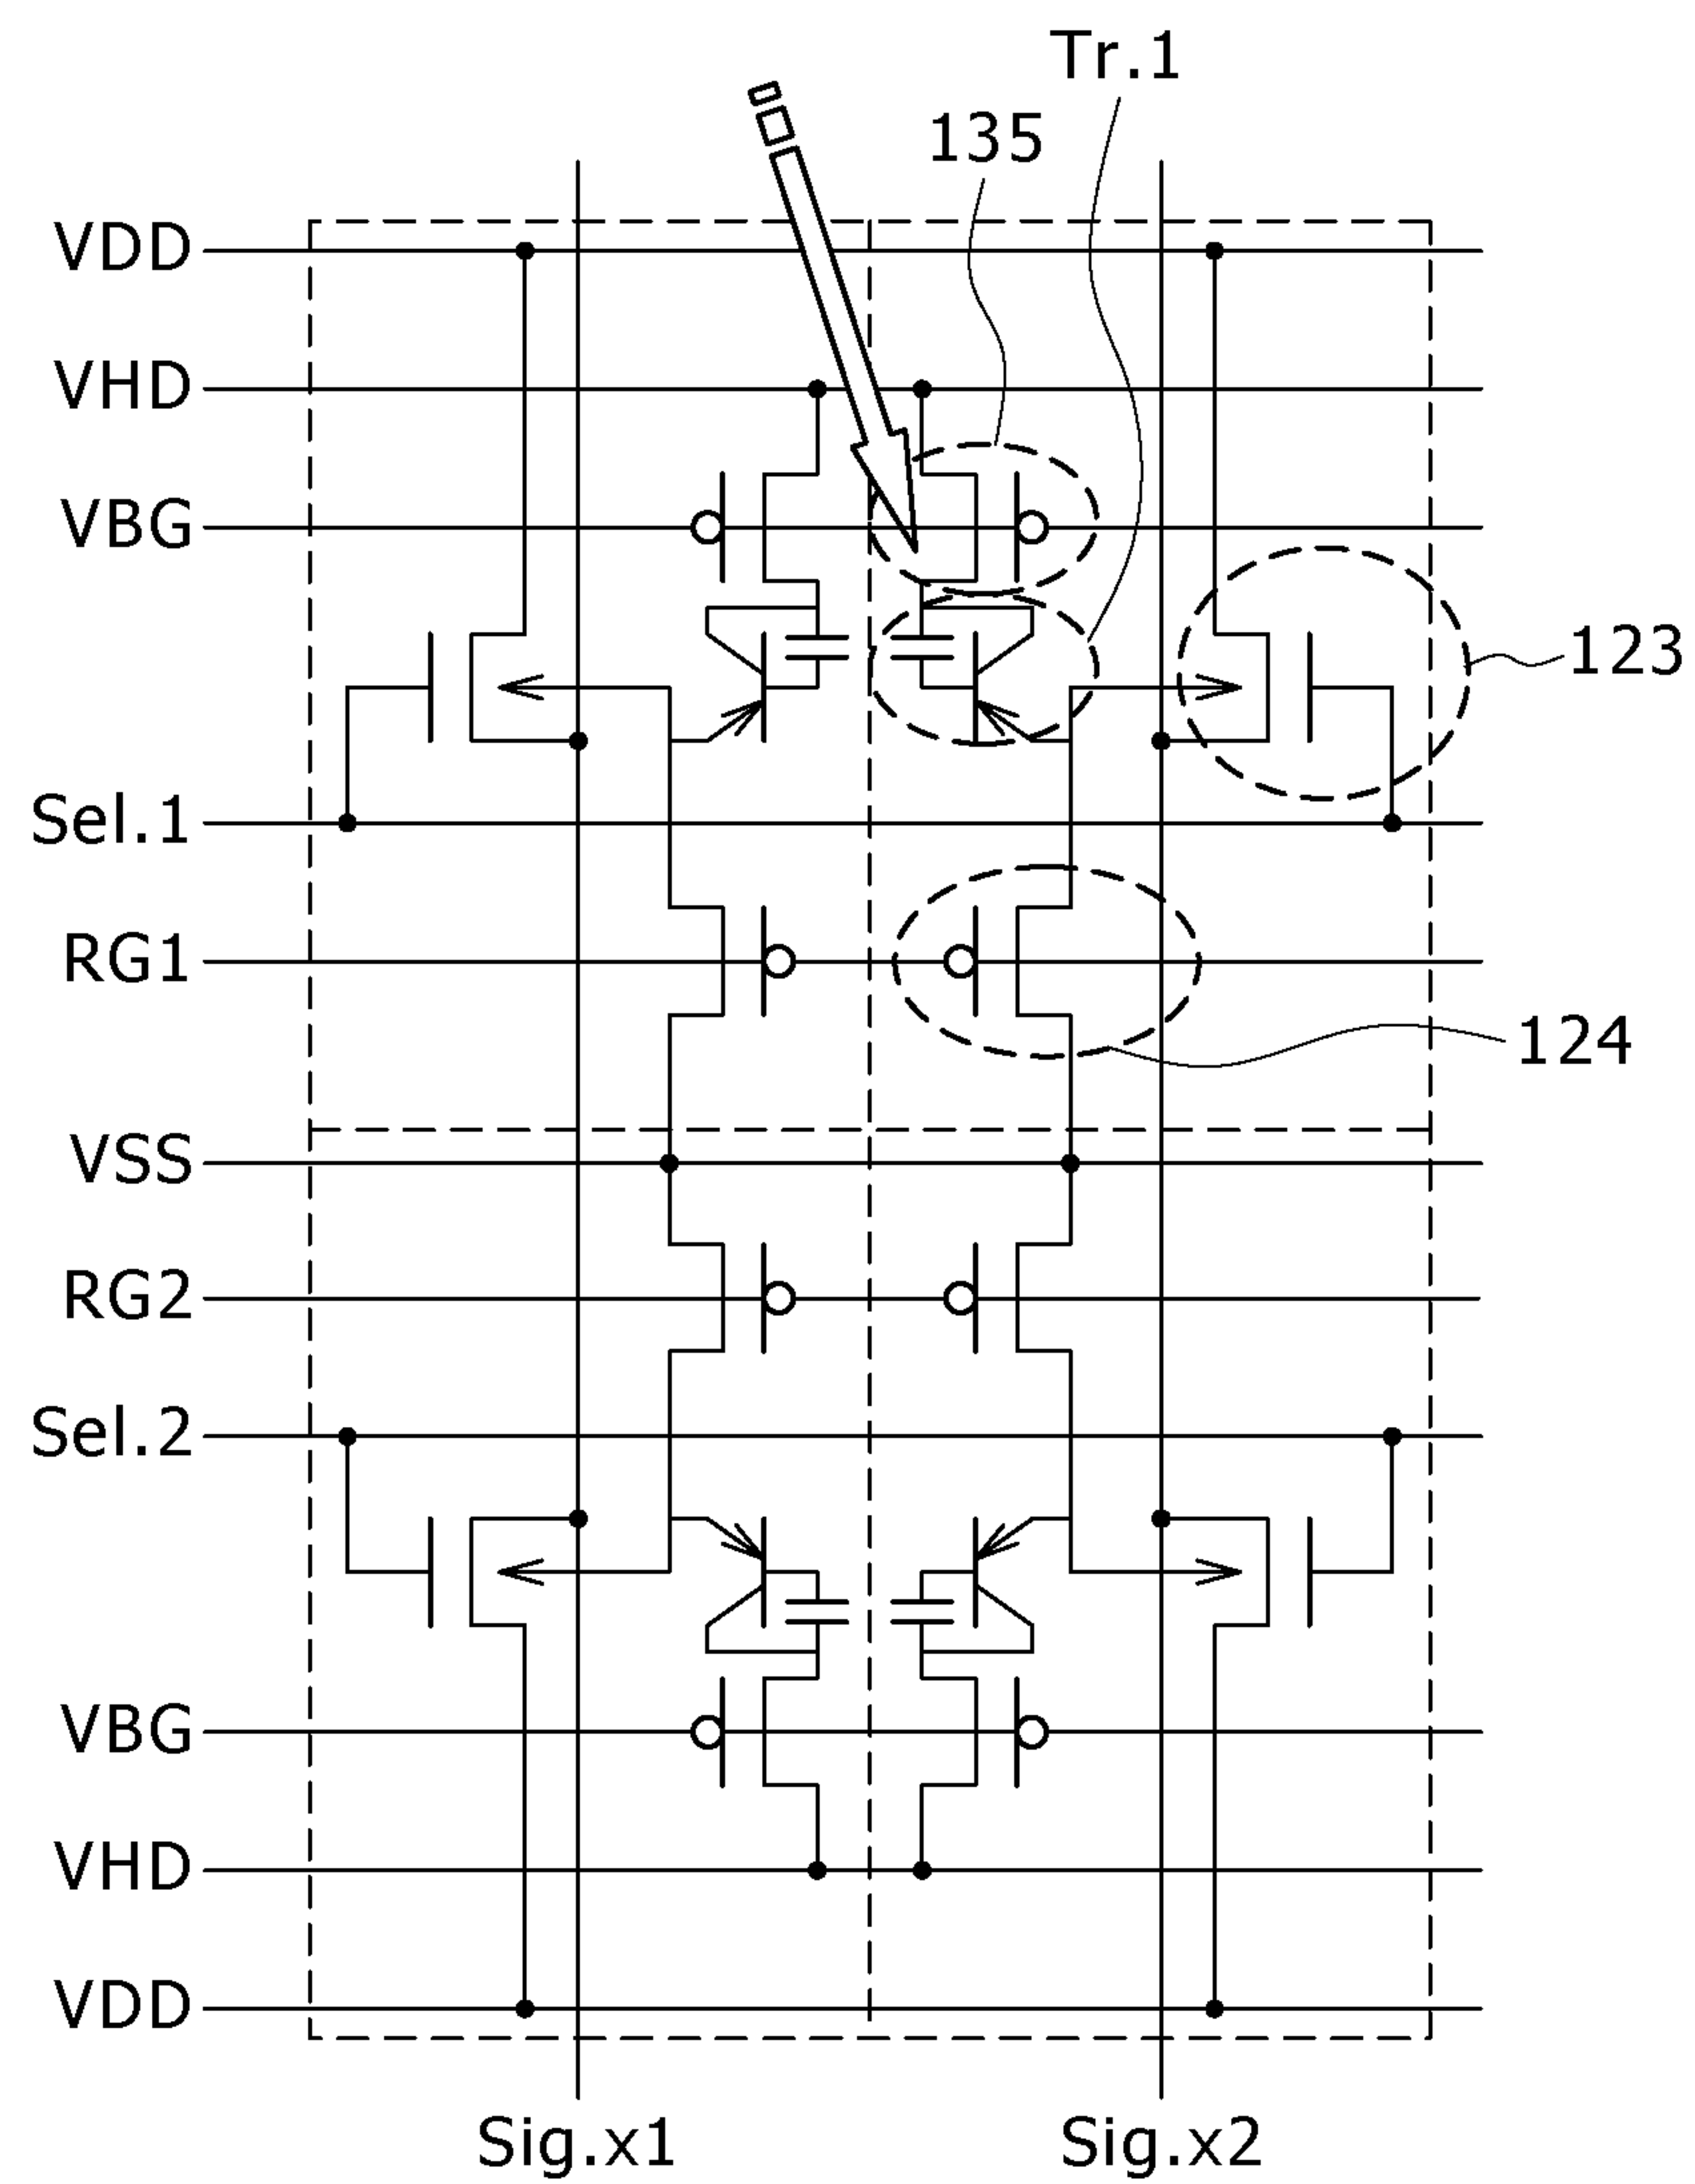 Tr.1
135
VDD
VHD
VBG
123
Sel.1
RG1
124
VSS
RG2
Sel.2
VBG
VHD
VDD
Sig.x1
Sig.x2